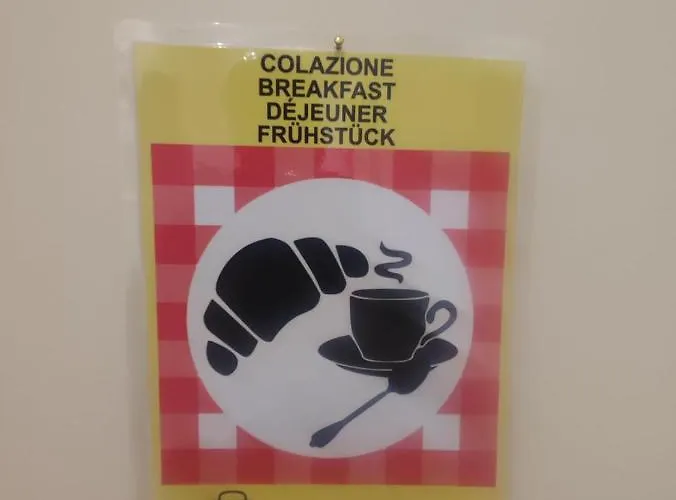 COLAZIONE
BREAKFAST
DÉJEUNER
FRÜHSTÜCK